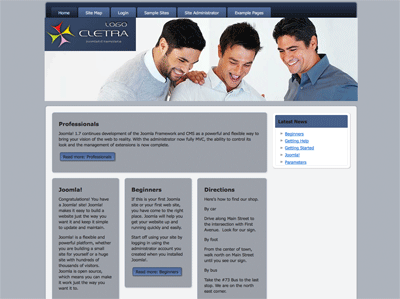 Home
Site Map
Login
Sample Sites
Site Administrator
Example Pages
LOGO
CLETRA
Professionals
Joomla! 1.7 continues development of the Joomla Framework and CMS as a powerful and flexible way to
bring your vision of the web to reality. With the administrator now fully MVC, the ability to control its
look and the management of extensions is now complete.
Read more: Professionals
Latest News
Beginners
Getting Help
Getting Started
Joomla!
Parameters
Joomla!
Congratulations! You have
a Joomla! site! Joomla!
makes it easy to build a
website just the way you
want it and keep it simple
to update and maintain.
Joomla! is a flexible and
powerful platform, whether
you are building a small
site for yourself or a huge
site with hundreds of
thousands of visitors.
Joomla is open source,
which means you can make
it work just the way you
want it to.
Beginners
If this is your first Joomla
site or your first web site,
you have come to the right
place. Joomla will help you
get your website up and
running quickly and easily.
Start off using your site by
logging in using the
administrator account you
created when you installed
Joomla!.
Read more: Beginners
Directions
Here's how to find our shop.
By car
Drive along Main Street to
the intersection with First
Avenue. Look for our sign.
By foot
From the center of town,
walk north on Main Street
until you see our sign.
By bus
Take the #73 Bus to the last
stop. We are on the north
east corner.